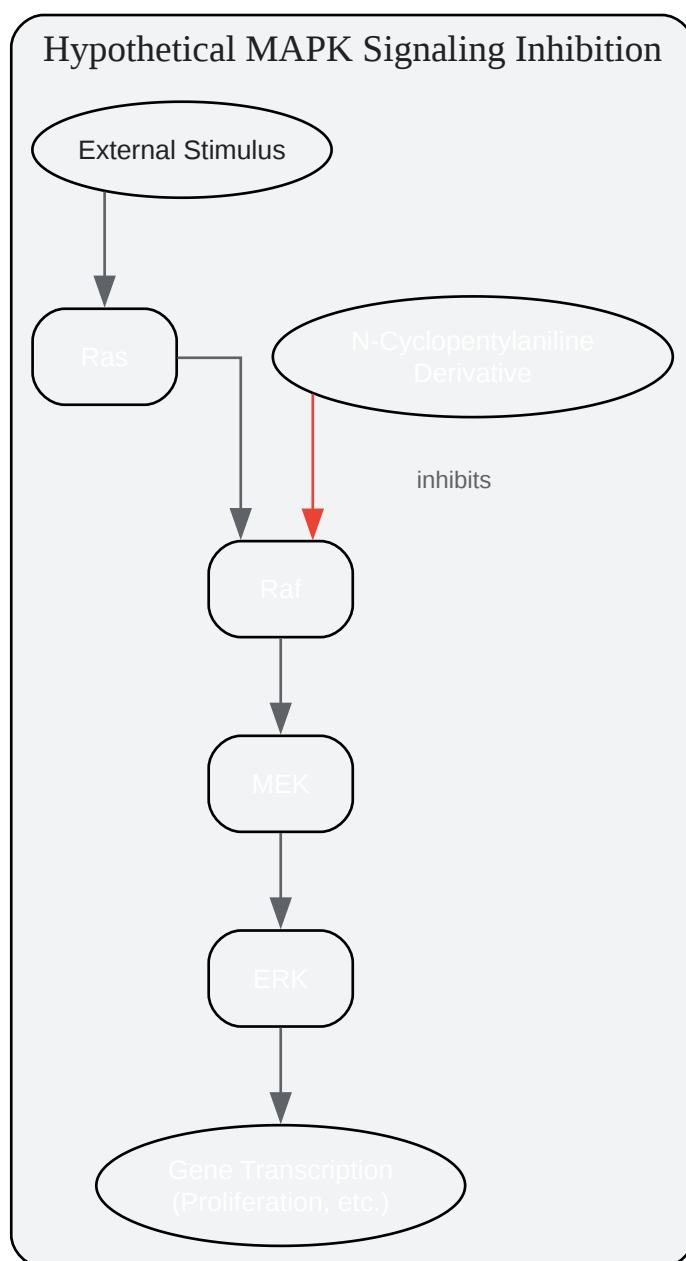 Hypothetical MAPK Signaling Inhibition
External Stimulus
Ras
N-Cyclopentylaniline
Derivative
inhibits
Raf
MEK
ERK
Gene Transcription
(Proliferation, etc.)